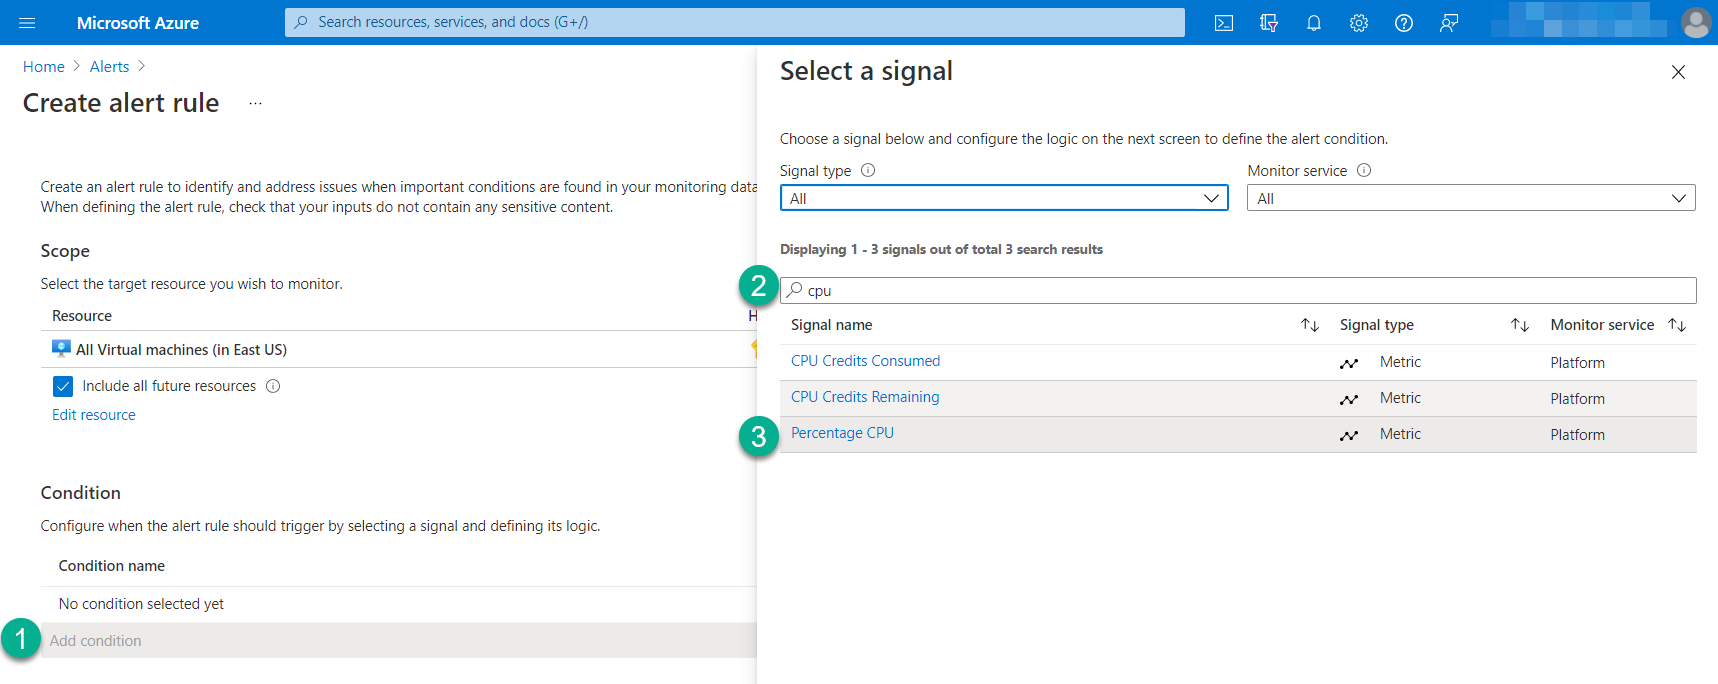 Microsoft Azure
Search resources, services, and docs (G+/)
Home > Alerts >
Create alert rule ...
Create an alert rule to identify and address issues when important conditions are found in your monitoring data
When defining the alert rule, check that your inputs do not contain any sensitive content.
Scope
Select the target resource you wish to monitor.
Resource
H
All Virtual machines (in East US)
Include all future resources
Edit resource
Condition
Configure when the alert rule should trigger by selecting a signal and defining its logic.
Condition name
No condition selected yet
1
Add condition
Select a signal
Choose a signal below and configure the logic on the next screen to define the alert condition.
Signal type Monitor service
All All
Displaying 1 - 3 signals out of total 3 search results
2
cpu
Signal name Signal type Monitor service
CPU Credits Consumed Metric Platform
CPU Credits Remaining Metric Platform
3
Percentage CPU Metric Platform